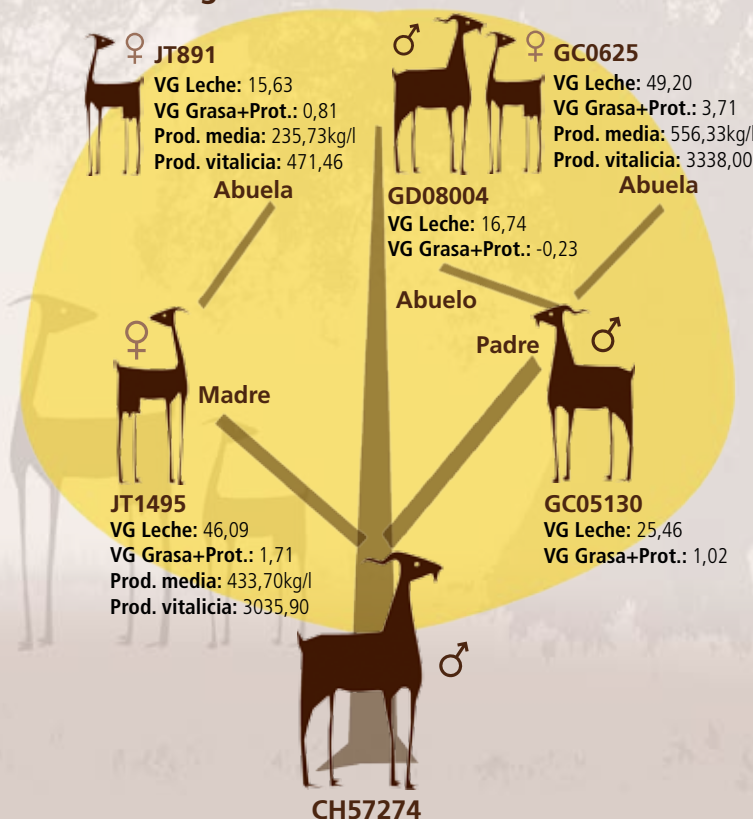 JT891
VG Leche: 15,63
VG Grasa+Prot.: 0,81
Prod. media: 235,73kg/l
Prod. vitalicia: 471,46
Abuela
GC0625
VG Leche: 49,20
VG Grasa+Prot.: 3,71
Prod. media: 556,33kg/l
Prod. vitalicia: 3338,00
Abuela
GD08004
VG Leche: 16,74
VG Grasa+Prot.: -0,23
Abuelo
Padre
Madre
JT1495
VG Leche: 46,09
VG Grasa+Prot.: 1,71
Prod. media: 433,70kg/l
Prod. vitalicia: 3035,90
GC05130
VG Leche: 25,46
VG Grasa+Prot.: 1,02
CH57274